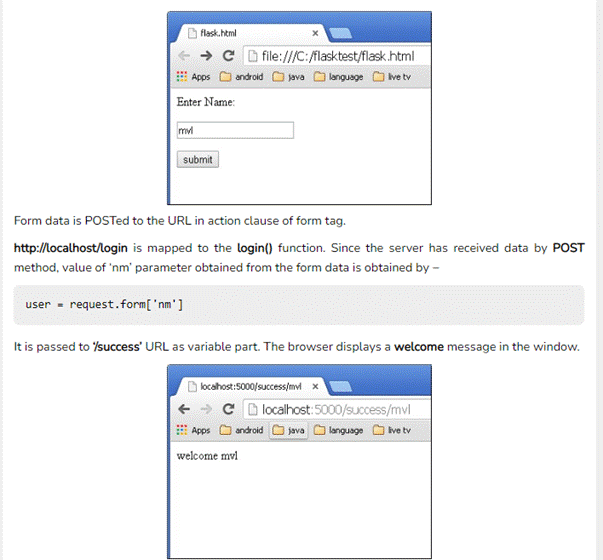 flask.html
file:///C:/flasktest/flask.html
Apps android java language live tv
Enter Name:
mvl
submit
Form data is POSTed to the URL in action clause of form tag.
http://localhost/login is mapped to the login() function. Since the server has received data by POST
method, value of ‘nm’ parameter obtained from the form data is obtained by –
user = request.form['nm']
It is passed to ‘/success’ URL as variable part. The browser displays a welcome message in the window.
localhost:5000/success/mvl
localhost:5000/success/mvl
Apps android java language live tv
welcome mvl